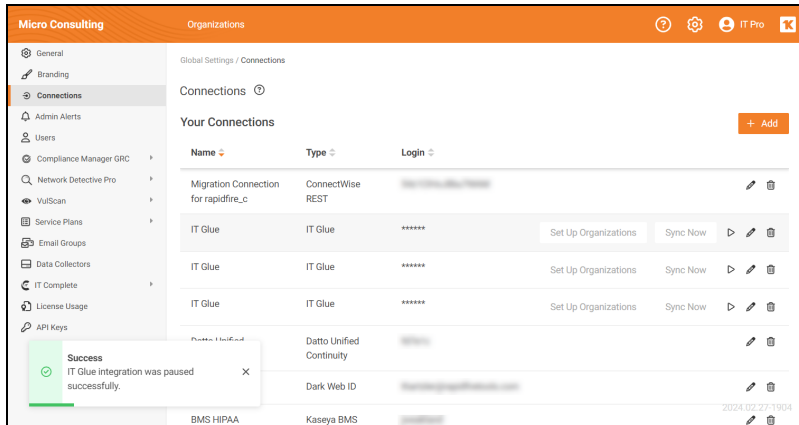 Micro Consulting
Organizations
IT Pro
General
Branding
Connections
Admin Alerts
Users
Compliance Manager GRC
Network Detective Pro
VulScan
Service Plans
Email Groups
Data Collectors
IT Complete
License Usage
API Keys
Global Settings / Connections
Connections
Your Connections
+ Add
Name Type Login
Migration Connection ConnectWise
for rapidfire_c REST
IT Glue IT Glue ****** Set Up Organizations Sync Now
IT Glue IT Glue ****** Set Up Organizations Sync Now
IT Glue IT Glue ****** Set Up Organizations Sync Now
Datto Unified Datto Unified
Continuity
Dark Web ID
BMS HIPAA Kaseya BMS
Success
IT Glue integration was paused
successfully.
2024.02.27-1904